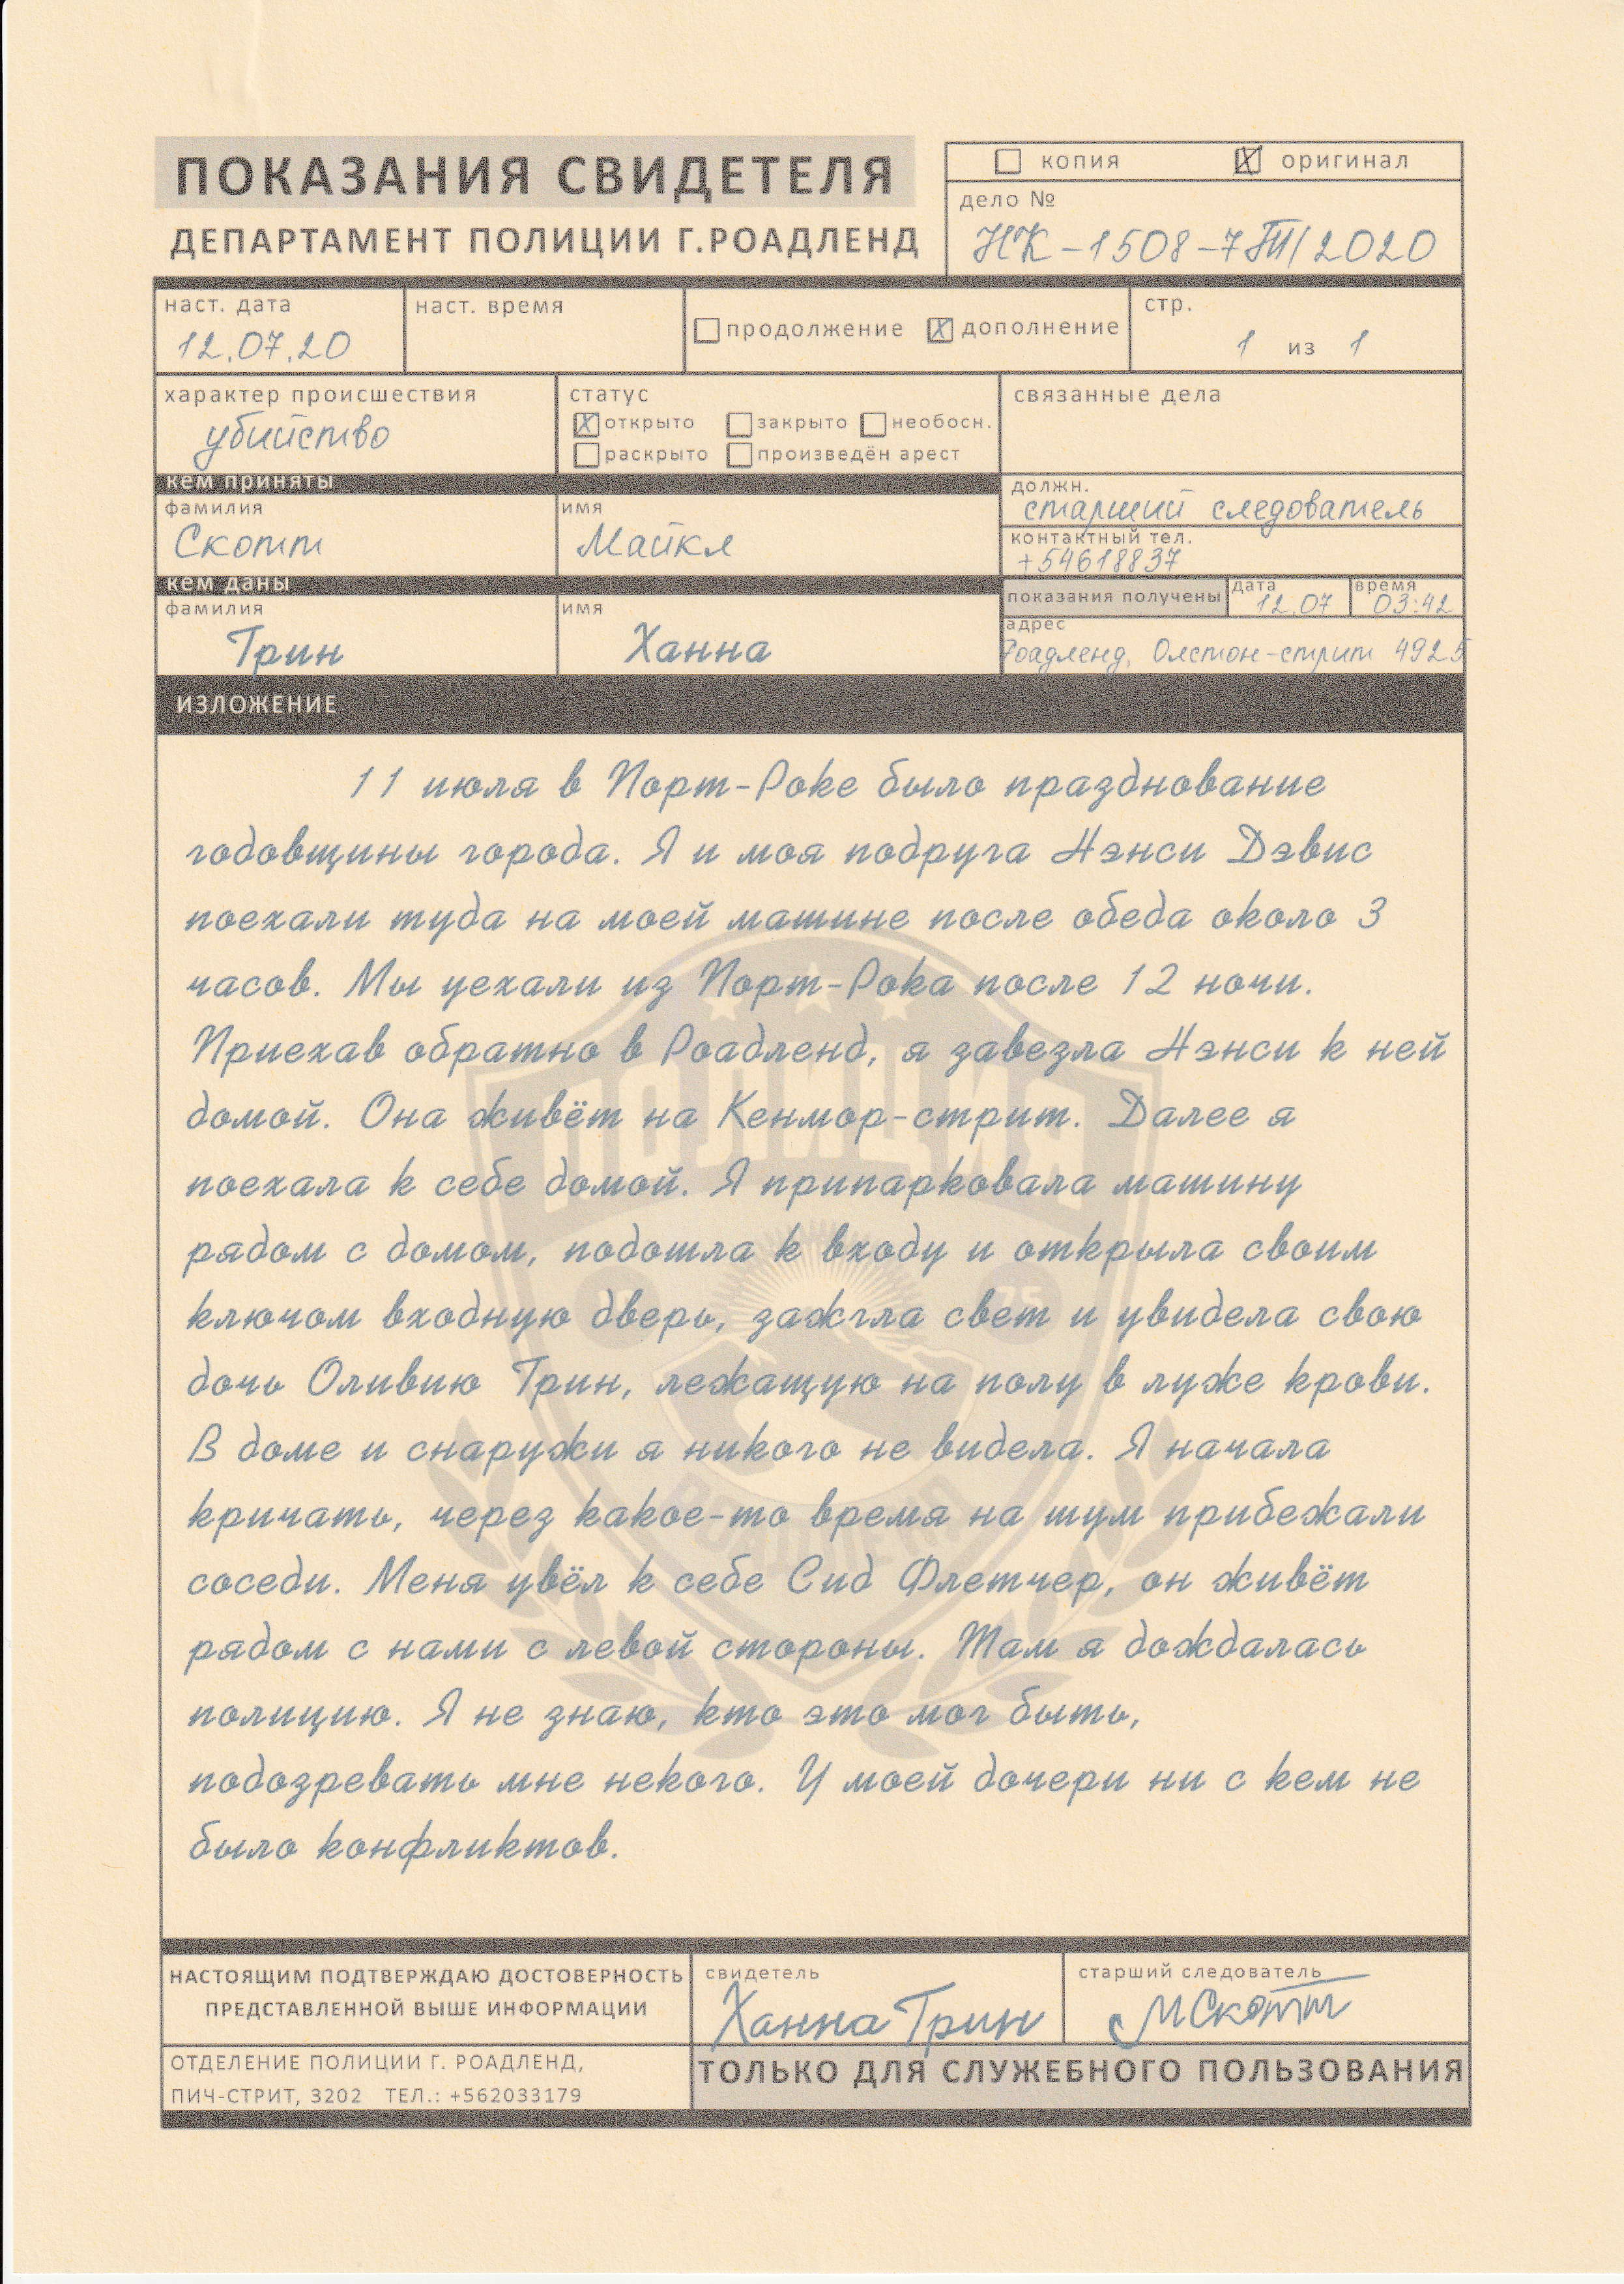 ПОКАЗАНИЯ СВИДЕТЕЛЯ
ДЕПАРТАМЕНТ ПОЛИЦИИ Г.РОАДЛЕНД
копия оригинал
дело №
НК-1508-7 /2020
наст. дата
12.07.20
наст. время
продолжение дополнение
стр.
1 из 1
характер происшествия
убийство
статус
открыто закрыто необосн.
раскрыто произведён арест
связанные дела
кем приняты
фамилия
Скотт
имя
Майкл
должн.
старший следователь
контактный тел.
+54618837
кем даны
фамилия
Трин
имя
Ханна
показания получены
дата
12.07
время
03:42
адрес
Роадленд, Олстон-стрит 4925
ИЗЛОЖЕНИЕ
11 июля в Порт-Роке было празднование
годовщины города. Я и моя подруга Нэнси Дэвис
поехали туда на моей машине после обеда около 3
часов. Мы уехали из Порт-Рока после 12 ночи.
Приехав обратно в Роадленд, я завезла Нэнси к ней
домой. Она живёт на Кенмор-стрит. Далее я
поехала к себе домой. Я припарковала машину
рядом с домом, подошла к входу и открыла своим
ключом входную дверь, зажгла свет и увидела свою
дочь Оливию Трин, лежащую на полу в луже крови.
В доме и снаружи я никого не видела. Я начала
кричать, через какое-то время на шум прибежали
соседи. Меня увёл к себе Сид Флетчер, он живёт
рядом с нами с левой стороны. Там я дождалась
полицию. Я не знаю, кто это мог быть,
подозревать мне некого. У моей дочери ни с кем не
было конфликтов.
ПОЛИЦИЯ
НАСТОЯЩИМ ПОДТВЕРЖДАЮ ДОСТОВЕРНОСТЬ
ПРЕДСТАВЛЕННОЙ ВЫШЕ ИНФОРМАЦИИ
свидетель
Ханна Трин
старший следователь
МСкотт
ОТДЕЛЕНИЕ ПОЛИЦИИ Г. РОАДЛЕНД,
ПИЧ-СТРИТ, 3202 ТЕЛ.: +562033179
ТОЛЬКО ДЛЯ СЛУЖЕБНОГО ПОЛЬЗОВАНИЯ